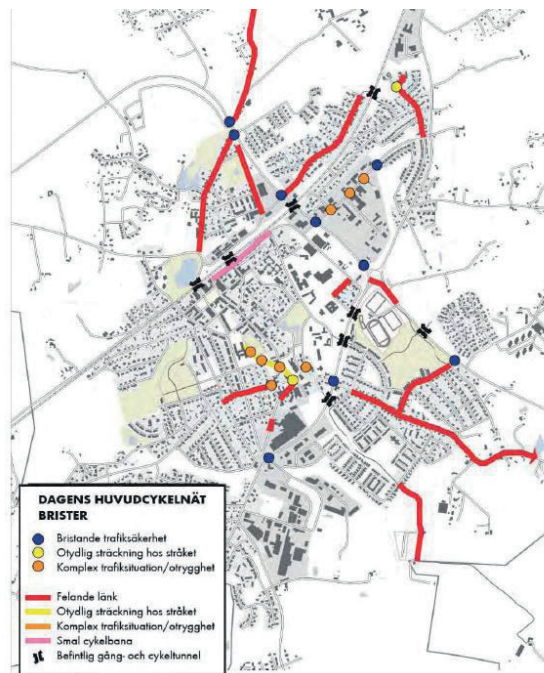 DAGENS HUVUDCYKELNÄT
BRISTER
Bristande trafiksäkerhet
Otydlig sträckning hos stråket
Komplex trafiksituation/otrygghet
Felande länk
Otydlig sträckning hos stråket
Komplex trafiksituation/otrygghet
Smal cykelbana
Befintlig gång- och cykeltunnel